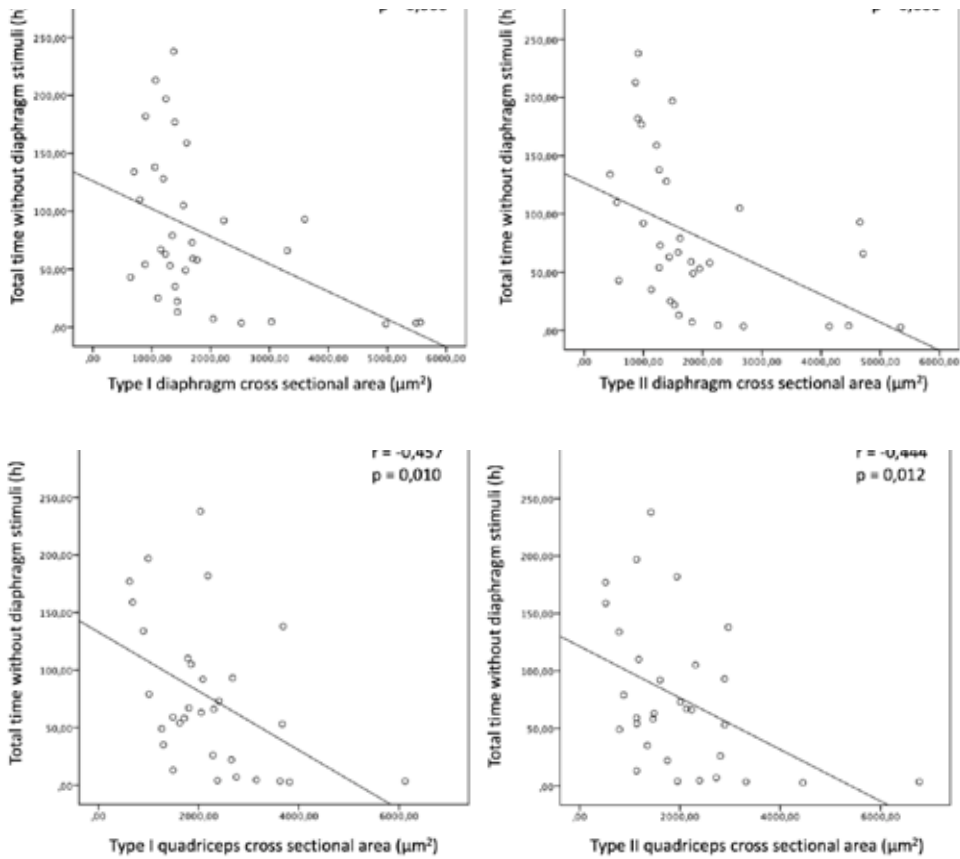 Total time without diaphragm stimuli (h)
250,00
200,00
150,00
100,00
50,00
,00
,00 1000,00 2000,00 3000,00 4000,00 5000,00 6000,00
Type I diaphragm cross sectional area (μm²)
Total time without diaphragm stimuli (h)
250,00
200,00
150,00
100,00
50,00
,00
,00 1000,00 2000,00 3000,00 4000,00 5000,00 6000,00
Type II diaphragm cross sectional area (μm²)
r = -0,457
p = 0,010
Total time without diaphragm stimuli (h)
250,00
200,00
150,00
100,00
50,00
,00
,00 2000,00 4000,00 6000,00
Type I quadriceps cross sectional area (μm²)
r = -0,444
p = 0,012
Total time without diaphragm stimuli (h)
250,00
200,00
150,00
100,00
50,00
,00
,00 2000,00 4000,00 6000,00
Type II quadriceps cross sectional area (μm²)